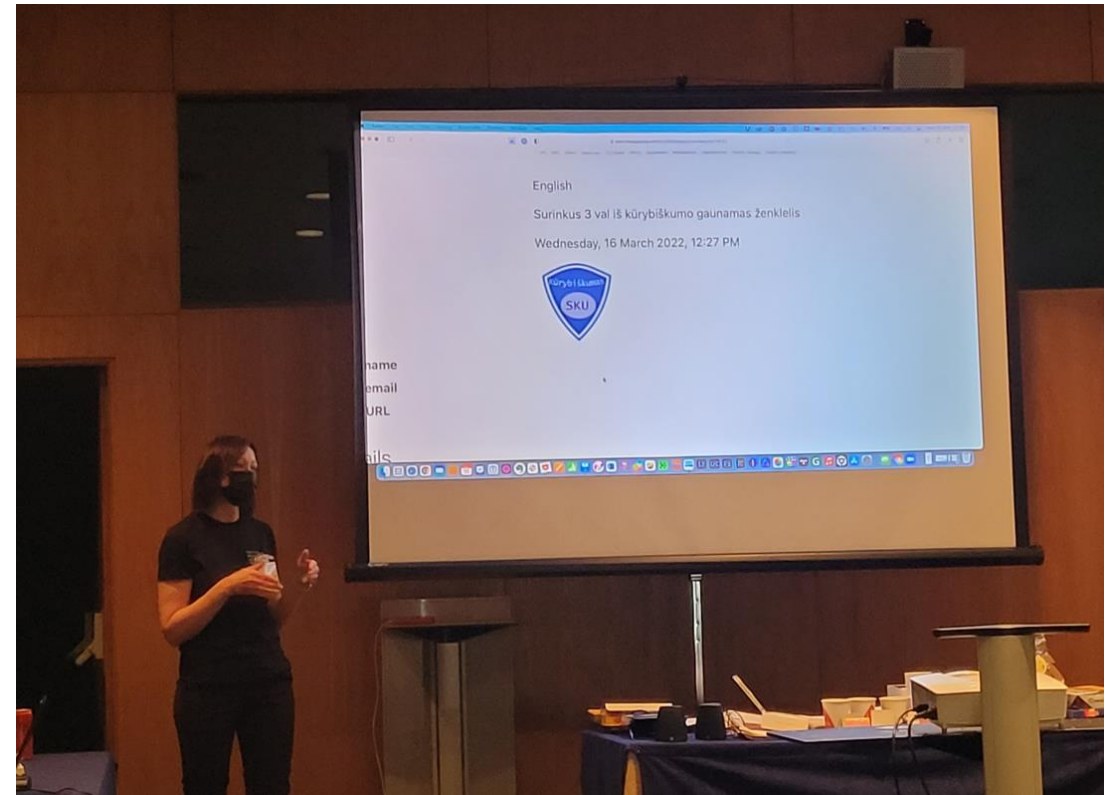 English
Surinkus 3 val iš kūrybiškumo gaunamas ženklelis
Wednesday, 16 March 2022, 12:27 PM
kūrybiškumas
SKU
name
email
URL
ails